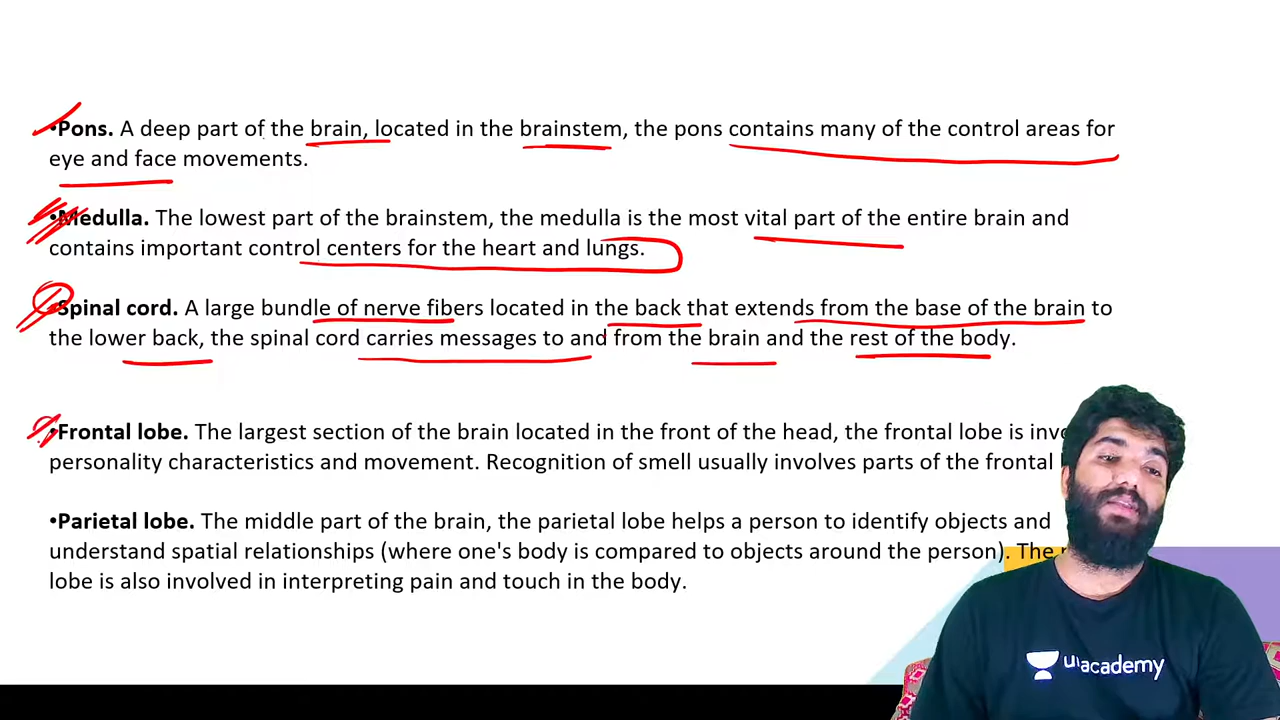 •Pons. A deep part of the brain, located in the brainstem, the pons contains many of the control areas for
eye and face movements.
•Medulla. The lowest part of the brainstem, the medulla is the most vital part of the entire brain and
contains important control centers for the heart and lungs.
•Spinal cord. A large bundle of nerve fibers located in the back that extends from the base of the brain to
the lower back, the spinal cord carries messages to and from the brain and the rest of the body.
•Frontal lobe. The largest section of the brain located in the front of the head, the frontal lobe is
personality characteristics and movement. Recognition of smell usually involves parts of the frontal
•Parietal lobe. The middle part of the brain, the parietal lobe helps a person to identify objects and
understand spatial relationships (where one's body is compared to objects around the person). The
lobe is also involved in interpreting pain and touch in the body.
unacademy